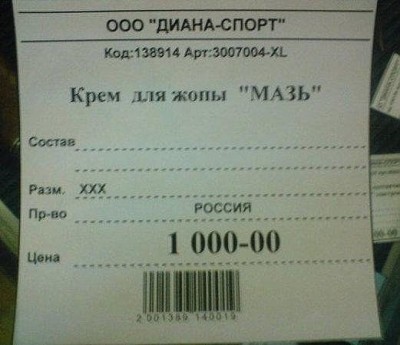 ООО "ДИАНА-СПОРТ"
Код:138914 Арт:3007004-XL
Крем для жопы "МАЗЬ"
Состав
Разм. XXX
Пр-во РОССИЯ
Цена 1 000-00
2 001389 140019